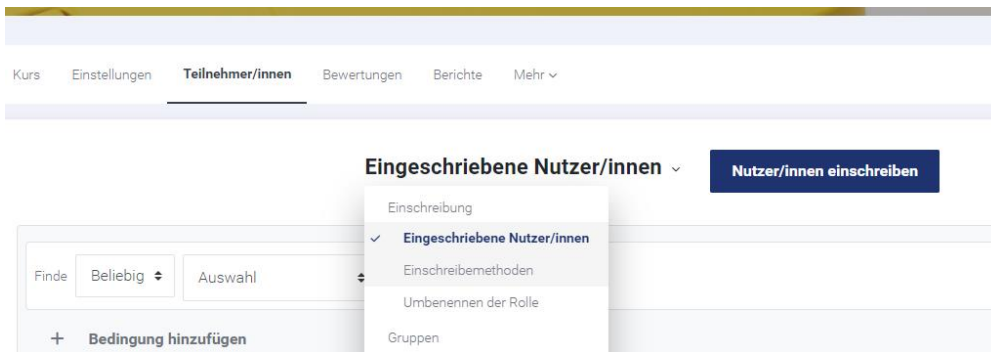 Kurs Einstellungen Teilnehmer/innen Bewertungen Berichte Mehr
Eingeschriebene Nutzer/innen Nutzer/innen einschreiben
Einschreibung
Eingeschriebene Nutzer/innen
Einschreibemethoden
Umbenennen der Rolle
Gruppen
Finde Beliebig Auswahl
+ Bedingung hinzufügen